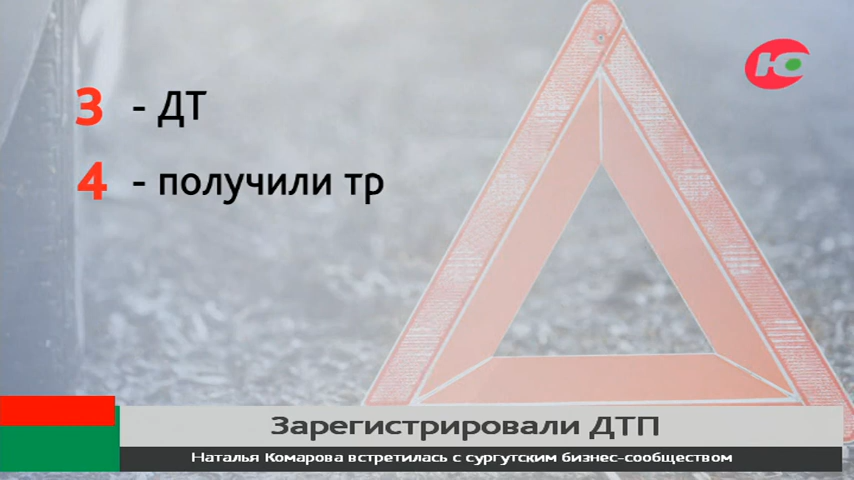 Ю
3 - ДТ
4 - получили тр
Зарегистрировали ДТП
Наталья Комарова встретилась с сургутским бизнес-сообществом